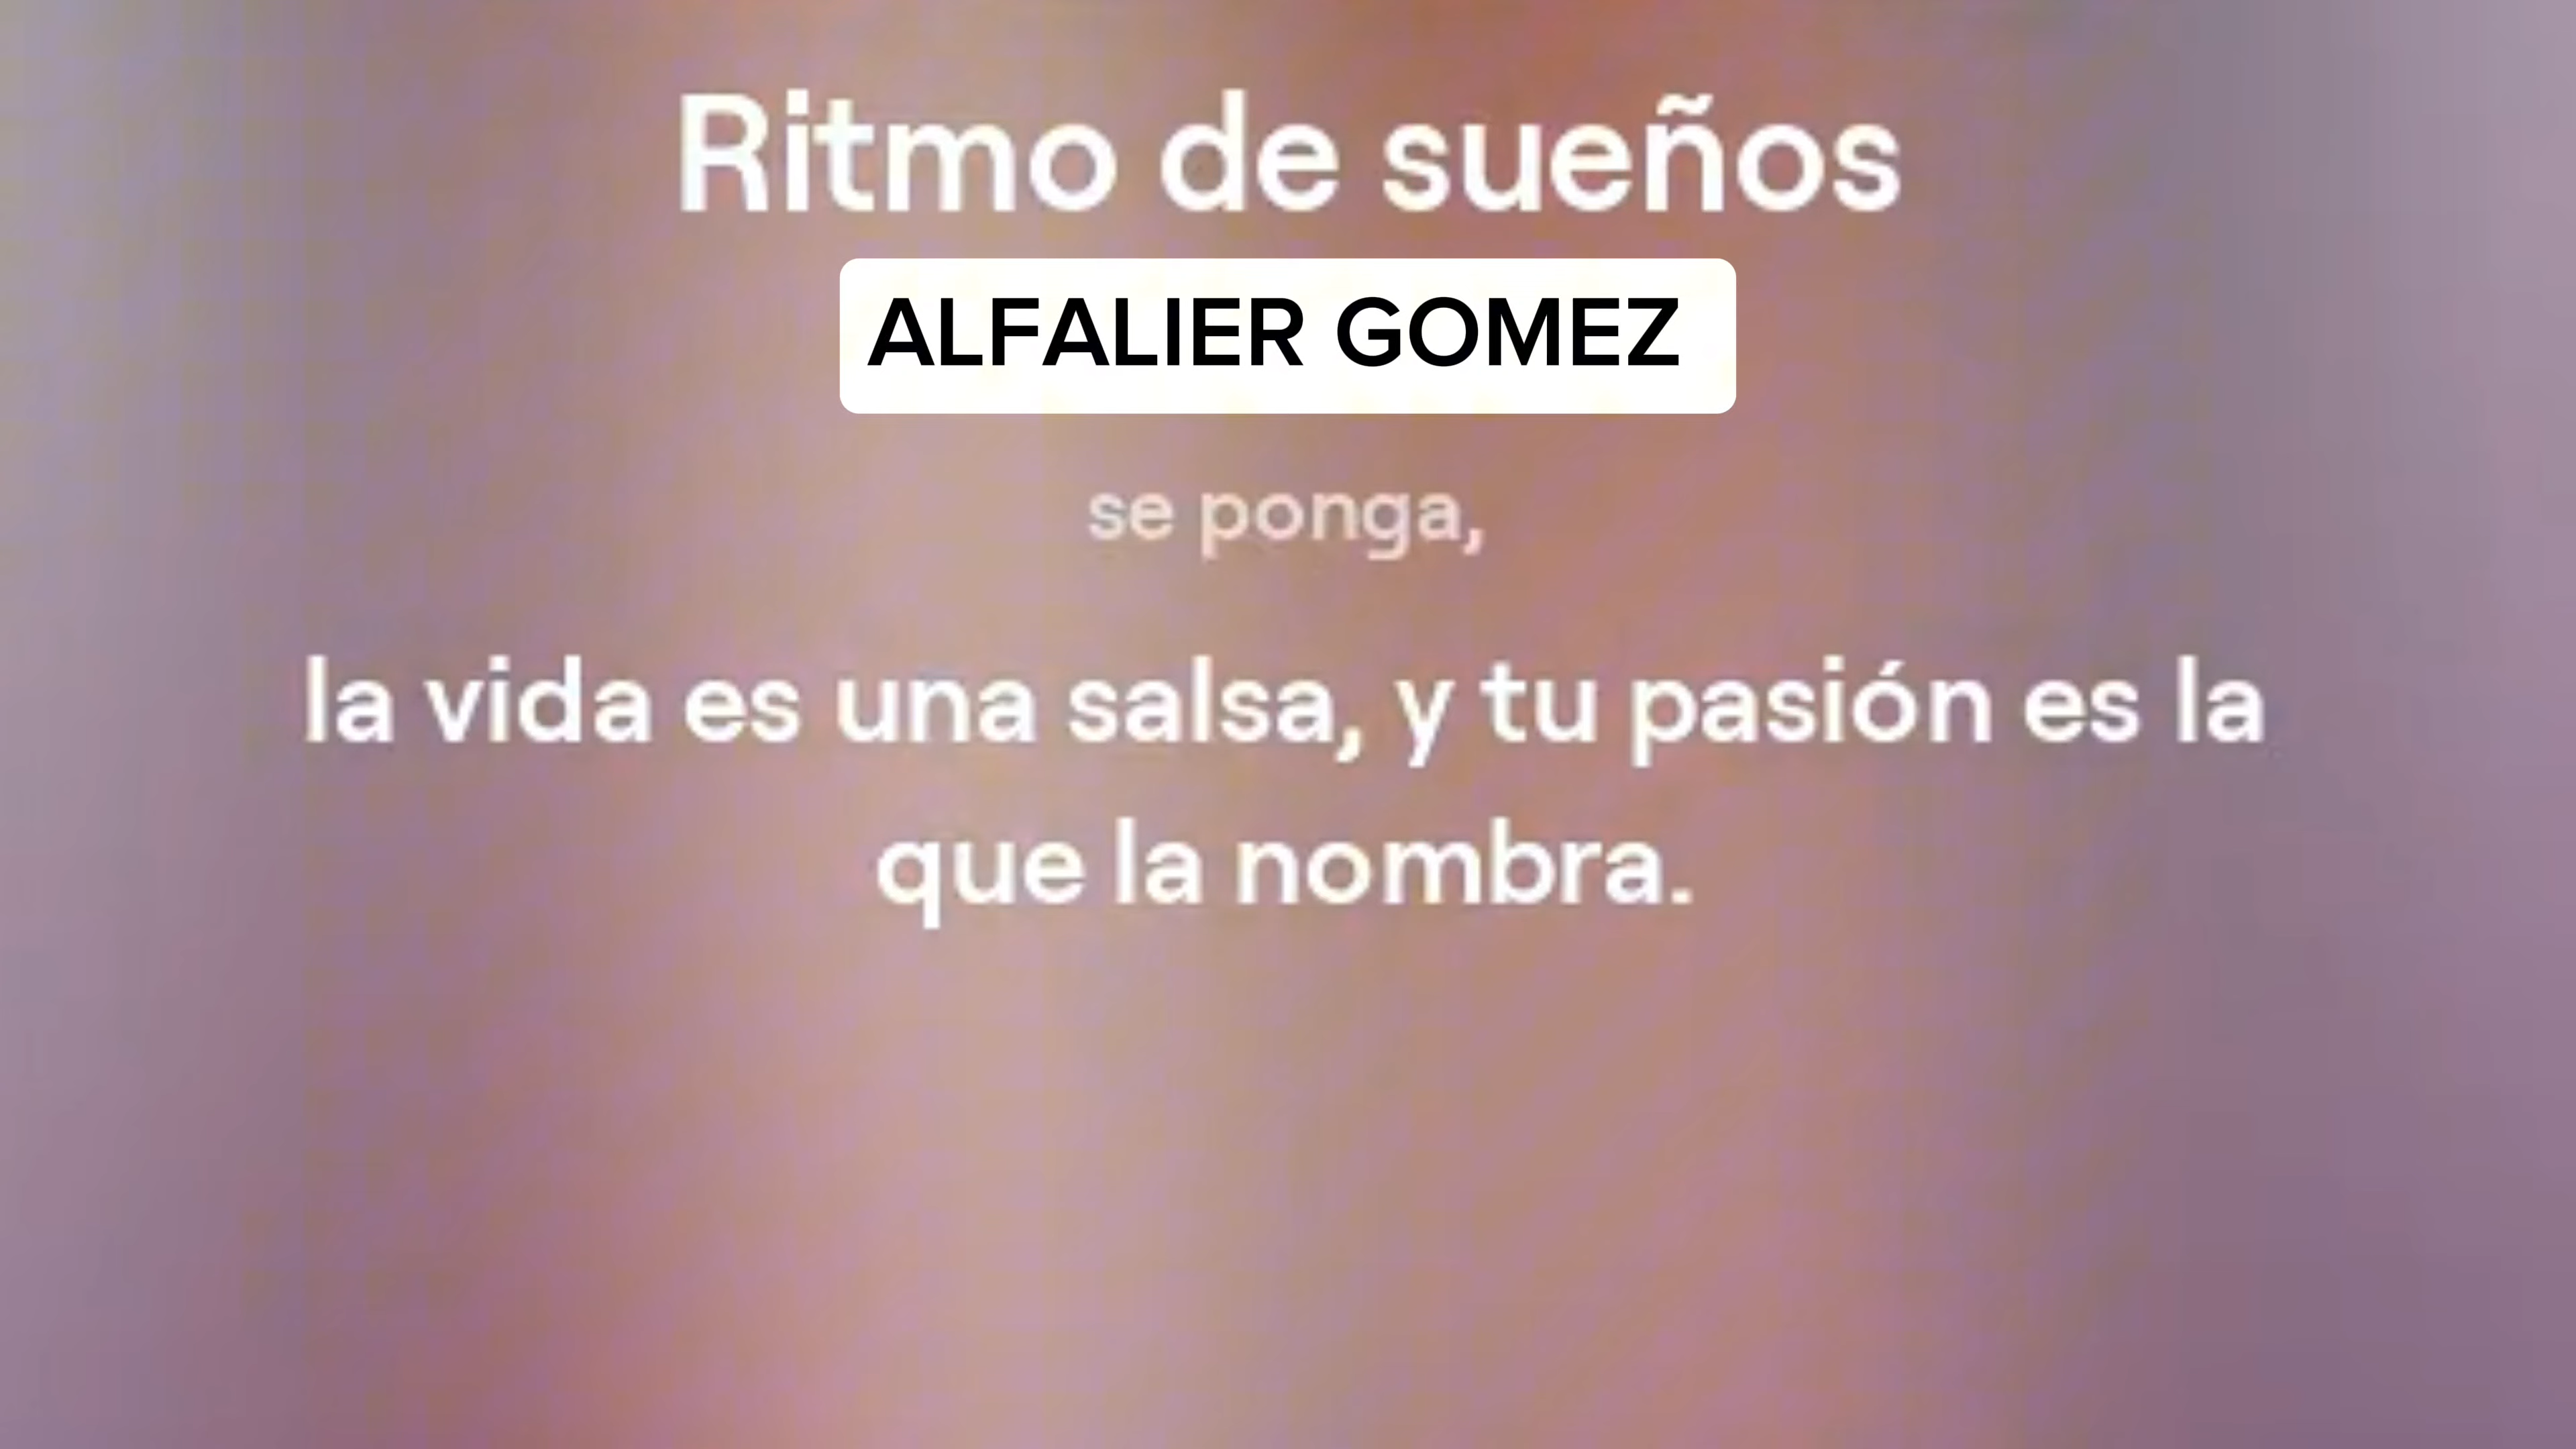 Ritmo de sueños
ALFALIER GOMEZ
se ponga,
la vida es una salsa, y tu pasión es la
que la nombra.